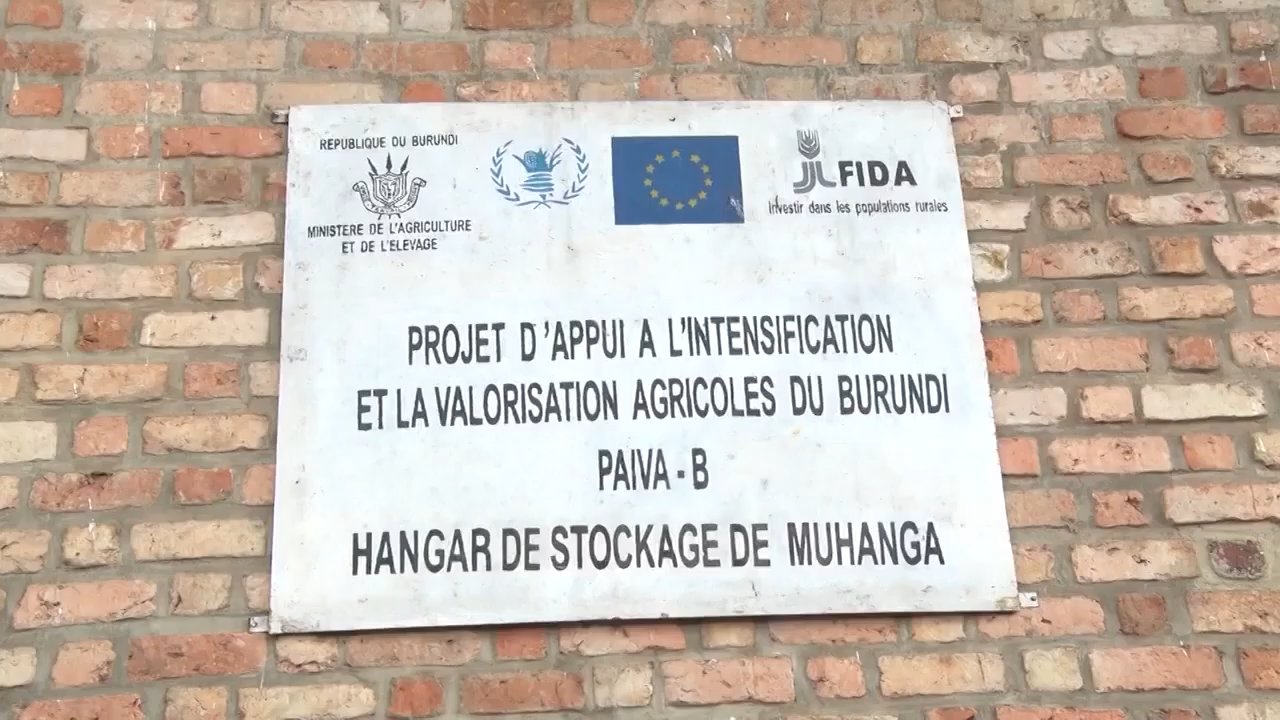 REPUBLIQUE DU BURUNDI
MINISTERE DE L'AGRICULTURE
ET DE L'ELEVAGE
FIDA
Investir dans les populations rurales
PROJET D'APPUI A L'INTENSIFICATION
ET LA VALORISATION AGRICOLES DU BURUNDI
PAIVA - B
HANGAR DE STOCKAGE DE MUHANGA